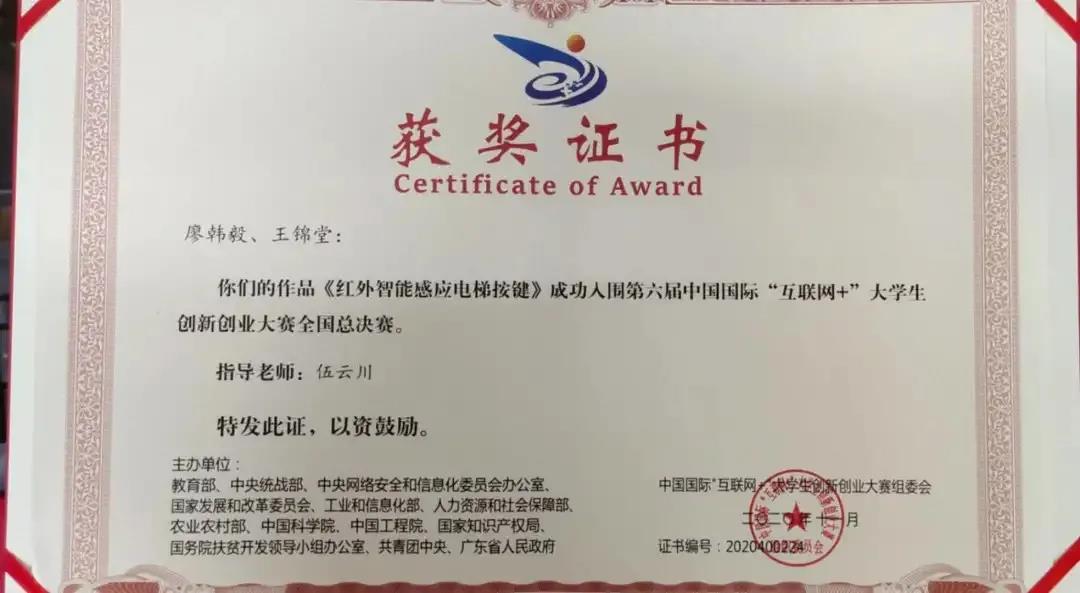 获奖证书
Certificate of Award
廖韩毅、王锦堂：
你们的作品《红外智能感应电梯按键》成功入围第六届中国国际“互联网+”大学生
创新创业大赛全国总决赛。
指导老师：伍云川
特发此证，以资鼓励。
主办单位：
教育部、中央统战部、中央网络安全和信息化委员会办公室、
国家发展和改革委员会、工业和信息化部、人力资源和社会保障部、
农业农村部、中国科学院、中国工程院、国家知识产权局、
国务院扶贫开发领导小组办公室、共青团中央、广东省人民政府
中国国际“互联网+”大学生创新创业大赛组委会
二〇二〇年十一月
证书编号：2020400224